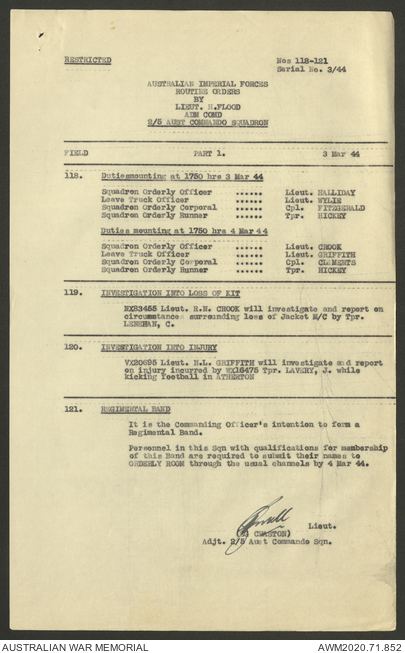 RESTRICTED Nos 118-121
Serial No. 3/44
AUSTRALIAN IMPERIAL FORCES
ROUTINE ORDERS
BY
LIEUT. N.FLOOD
ADM COMD
2/5 AUST COMMANDO SQUADRON
FIELD PART 1. 3 Mar 44
118. Dutiesmounting at 1750 hrs 3 Mar 44
Squadron Orderly Officer ...... Lieut. HALLIDAY
Leave Truck Officer ...... Lieut. WYLIE
Squadron Orderly Corporal ...... Cpl. FITZGERALD
Squadron Orderly Runner ...... Tpr. HICKEY
Duties mounting at 1750 hrs 4 Mar 44
Squadron Orderly Officer ...... Lieut. CROOK
Leave Truck Officer ...... Lieut. GRIFFITH
Squadron Orderly Corporal ...... Cpl. CLEMENTS
Squadron Orderly Runner ...... Tpr. HICKEY
119. INVESTIGATION INTO LOSS OF KIT
NX83455 Lieut. R.H. CROOK will investigate and report on
circumstances surrounding loss of Jacket M/C by Tpr.
LENEHAN, C.
120. INVESTIGATION INTO INJURY
VX20695 Lieut. N.L. GRIFFITH will investigate and report
on injury incurred by WX16475 Tpr. LAVERY, J. while
kicking football in ATHERTON
121. REGIMENTAL BAND
It is the Commanding Officer's intention to form a
Regimental Band.
Personnel in this Sqn with qualifications for membership
of this Band are required to submit their names to
ORDERLY ROOM through the usual channels by 4 Mar 44.
Lieut.
CHASTON)
Adjt. 2/5 Aust Commando Sqn.
AUSTRALIAN WAR MEMORIAL AWM2020.71.852